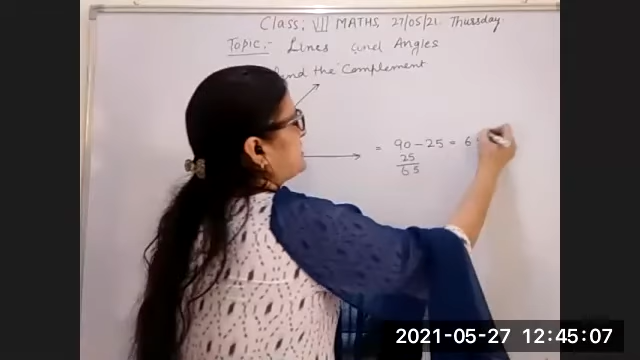 Class: VII MATHS, 27/05/21. Thursday.
Topic:- Lines and Angles
the Complement
= 90 - 25 = 6
25
65
2021-05-27 12:45:07